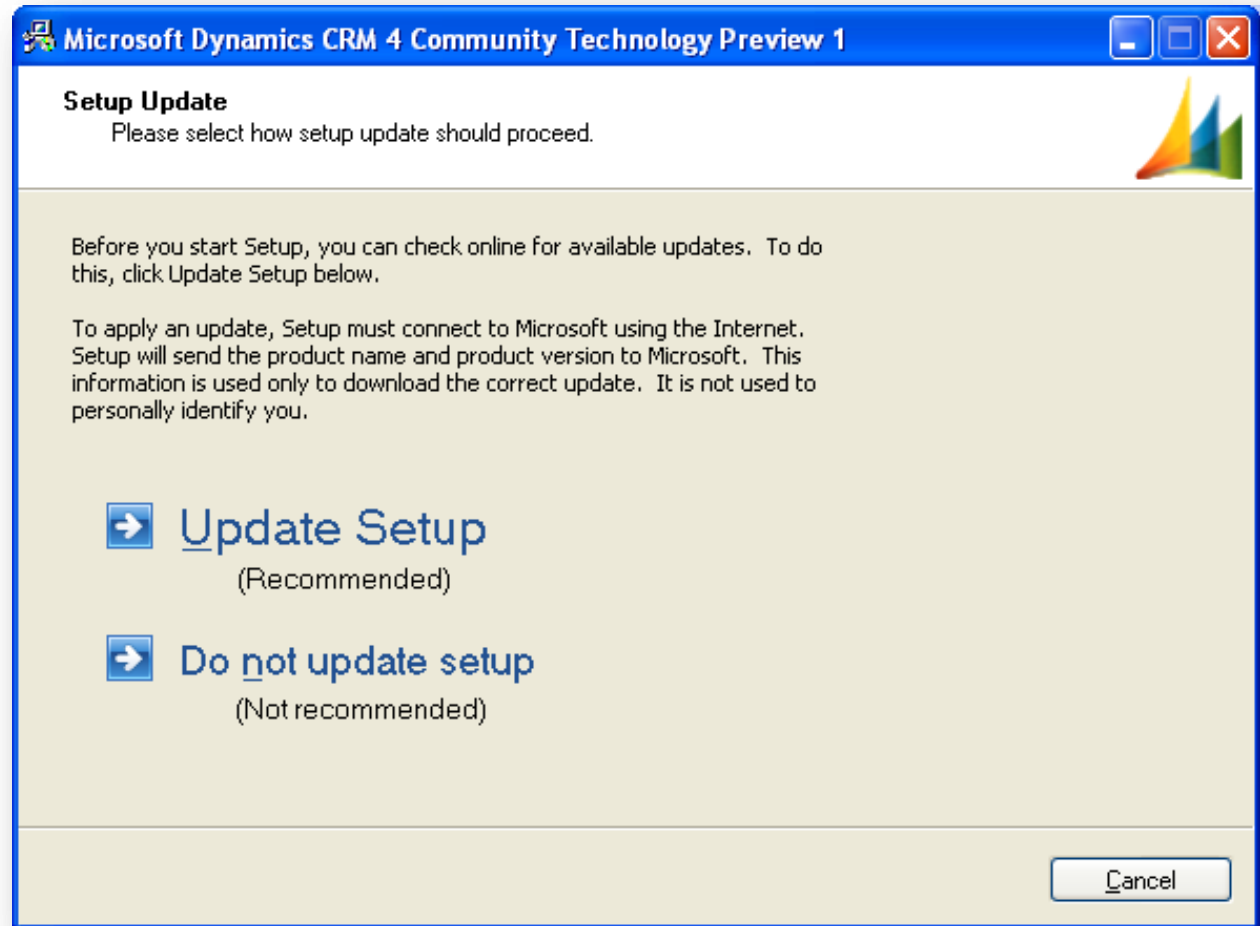 Microsoft Dynamics CRM 4 Community Technology Preview 1
Setup Update
Please select how setup update should proceed.
Before you start Setup, you can check online for available updates. To do
this, click Update Setup below.
To apply an update, Setup must connect to Microsoft using the Internet.
Setup will send the product name and product version to Microsoft. This
information is used only to download the correct update. It is not used to
personally identify you.
Update Setup
(Recommended)
Do not update setup
(Not recommended)
Cancel